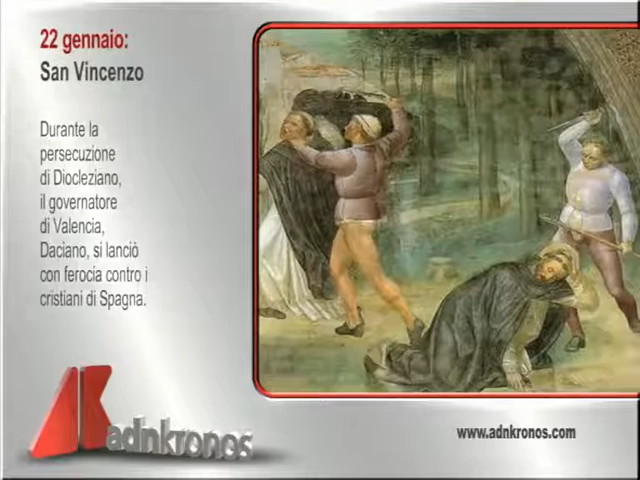 22 gennaio:
San Vincenzo
Durante la
persecuzione
di Diocleziano,
il governatore
di Valencia,
Daciano, si lanciò
con ferocia contro i
cristiani di Spagna.
adnkronos
www.adnkronos.com